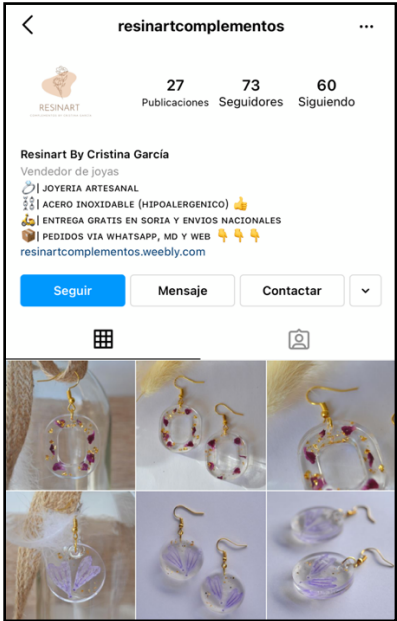 resinartcomplementos
27 73 60
Publicaciones Seguidores Siguiendo
RESINART
Resinart By Cristina García
Vendedor de joyas
| JOYERIA ARTESANAL
| ACERO INOXIDABLE (HIPOALERGENICO) 👍
| ENTREGA GRATIS EN SORIA Y ENVIOS NACIONALES
| PEDIDOS VIA WHATSAPP, MD Y WEB 👇👇👇
resinartcomplementos.weebly.com
Seguir Mensaje Contactar